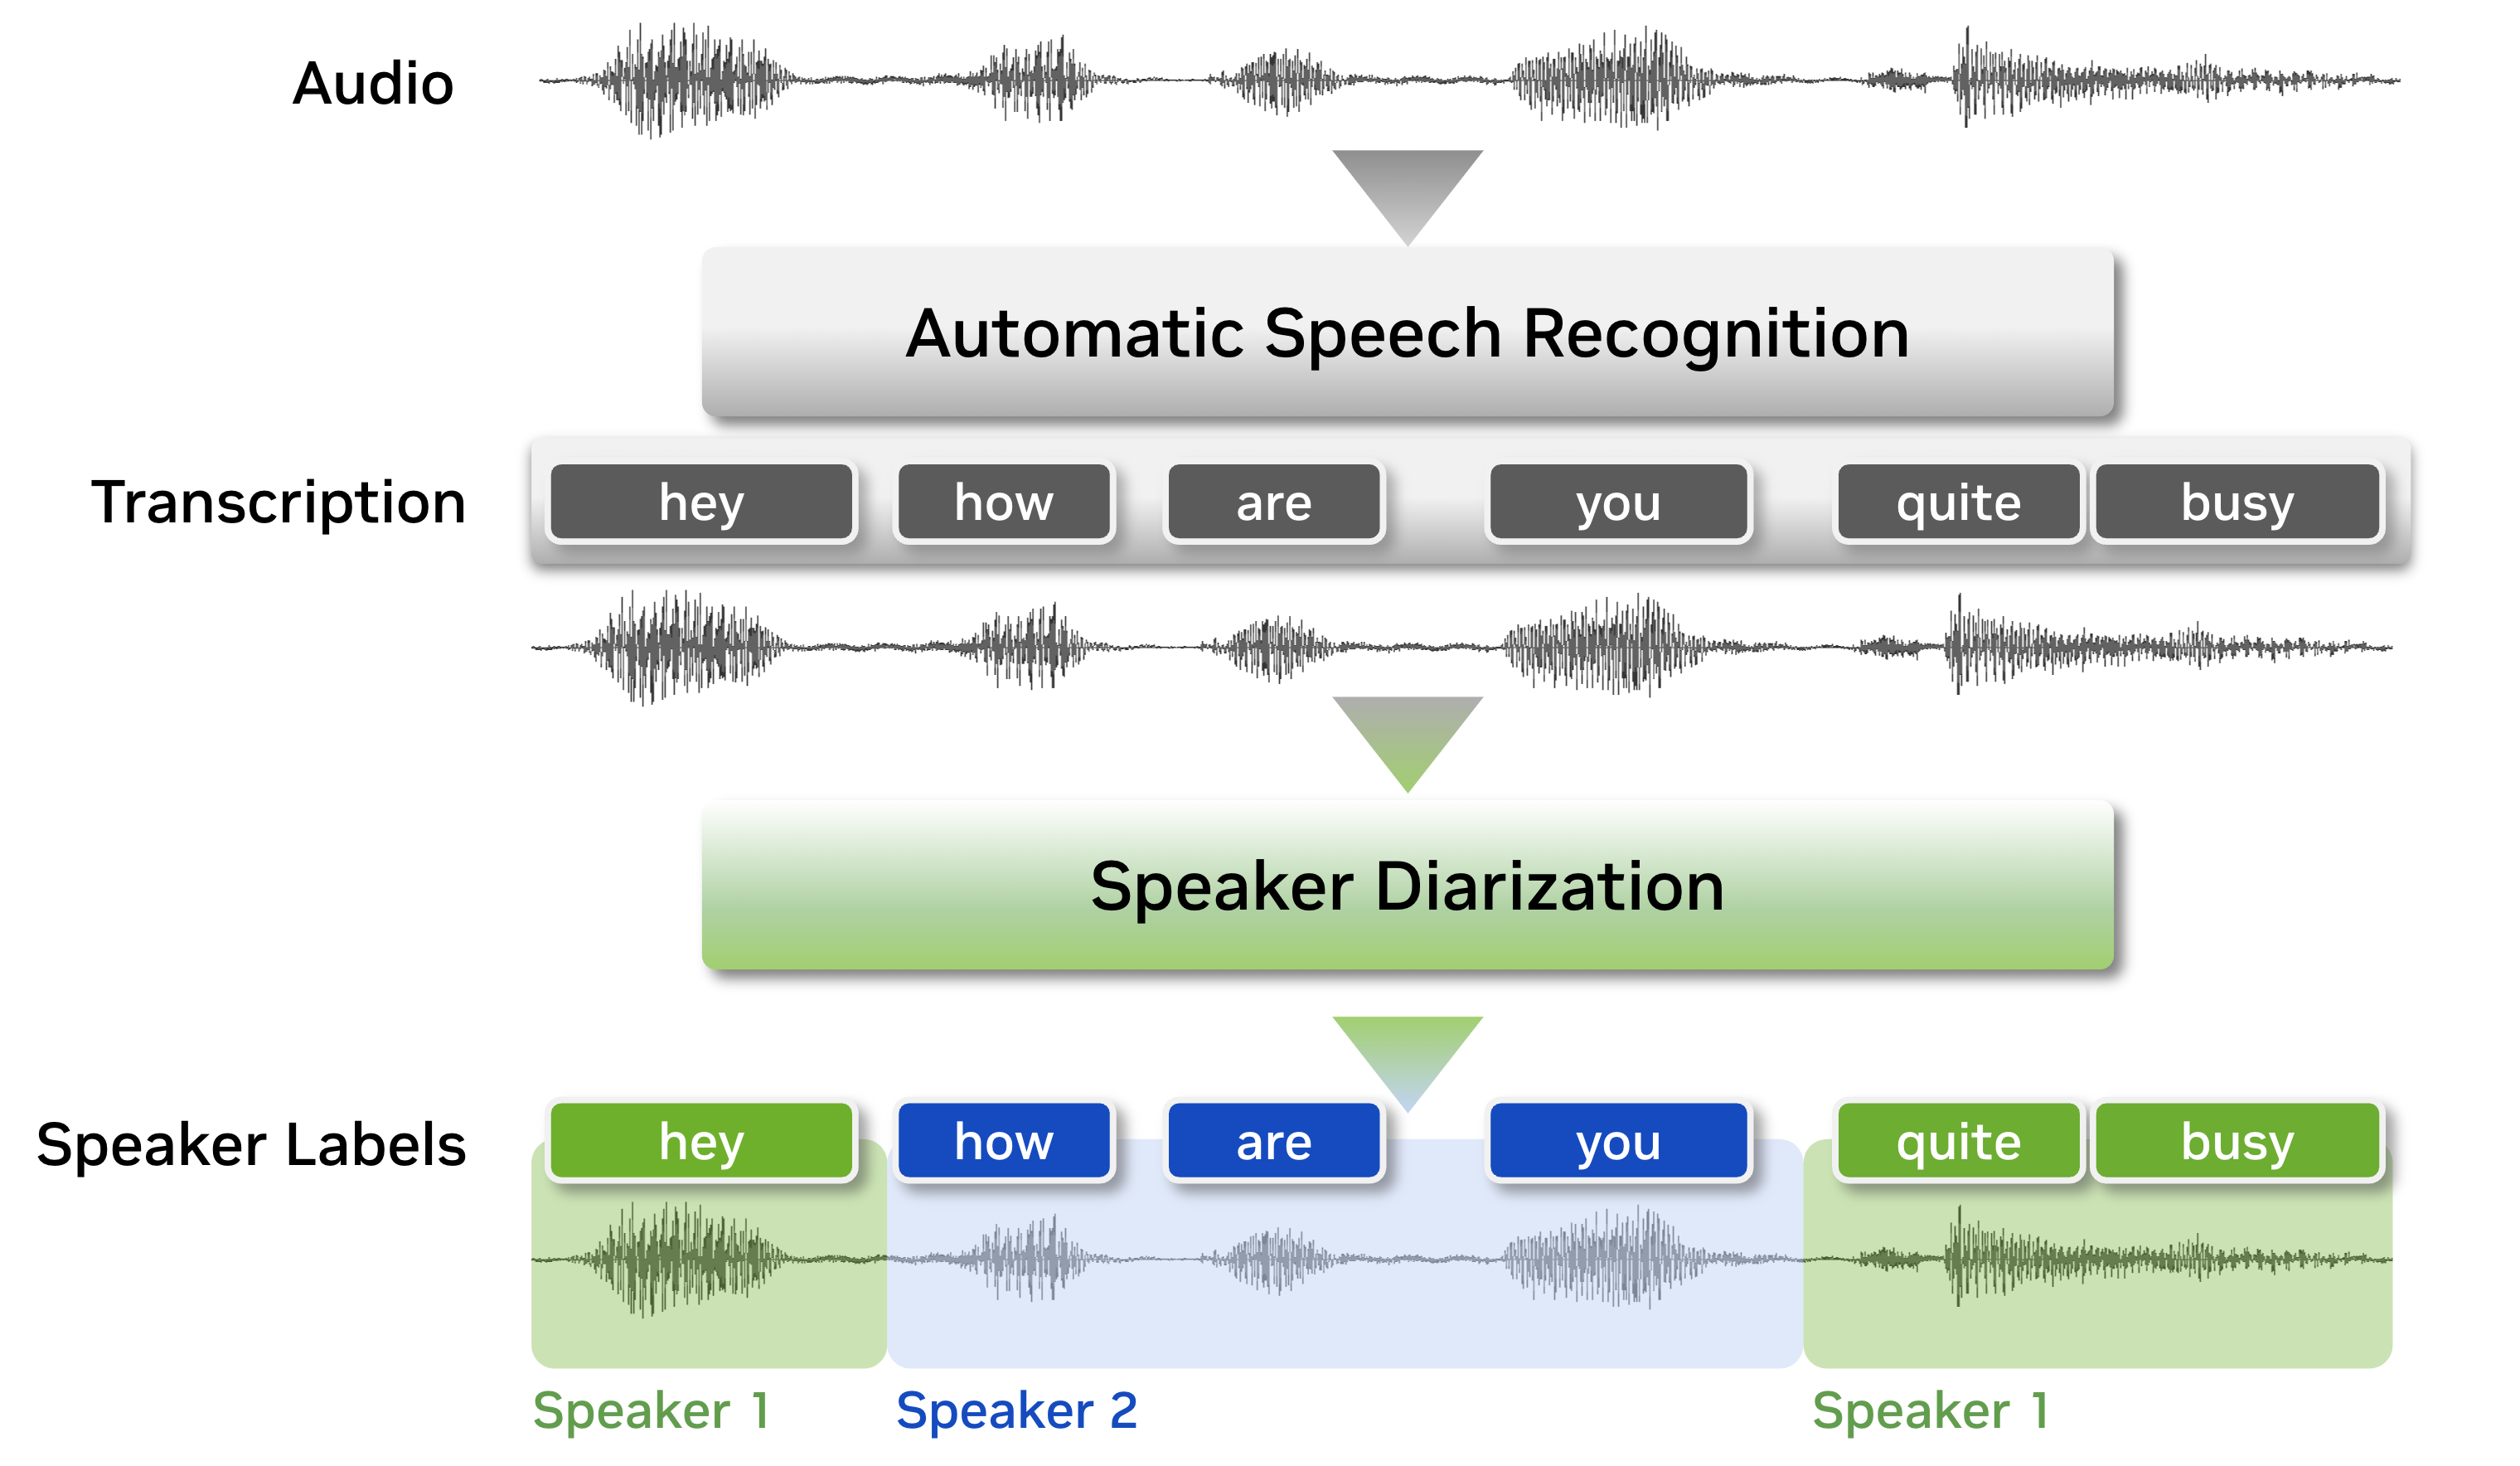 Audio
Automatic Speech Recognition
Transcription hey how are you quite busy
Speaker Diarization
Speaker Labels hey how are you quite busy
Speaker 1 Speaker 2 Speaker 1